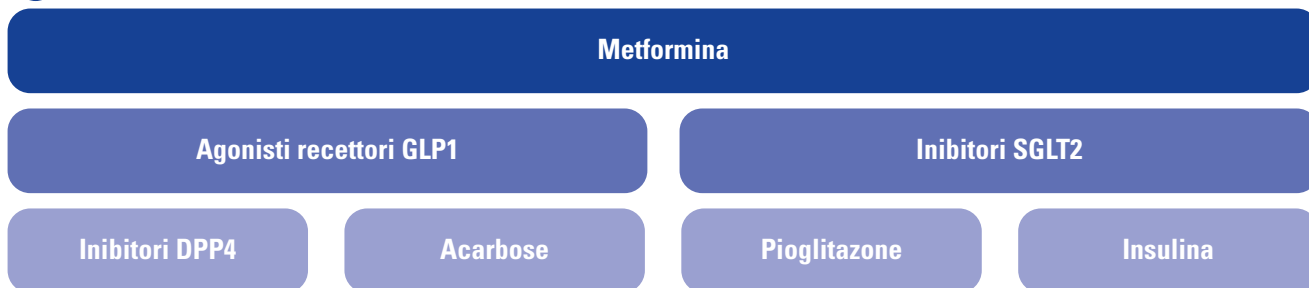 Metformina
Agonisti recettori GLP1
Inibitori SGLT2
Inibitori DPP4
Acarbose
Pioglitazone
Insulina